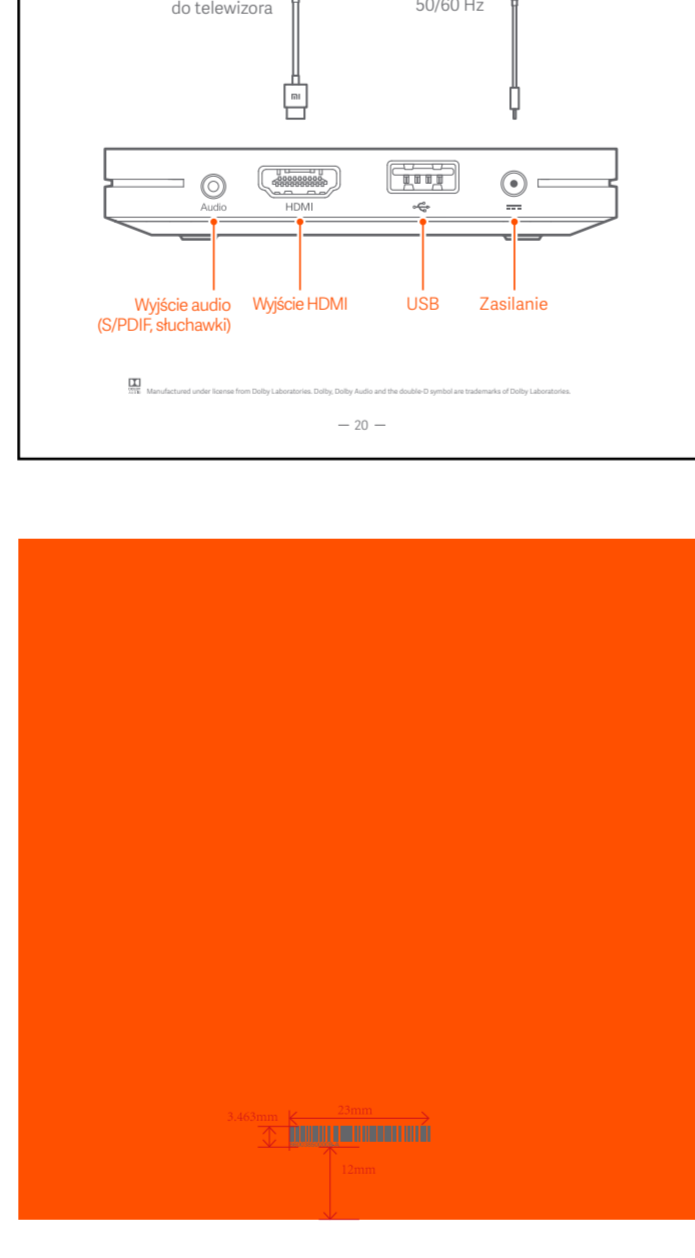 do telewizora
50/60 Hz
Audio
HDMI
Wyjście audio
(S/PDIF, słuchawki)
Wyjście HDMI
USB
Zasilanie
Manufactured under license from Dolby Laboratories. Dolby, Dolby Audio and the double-D symbol are trademarks of Dolby Laboratories.
— 20 —
3.463mm
23mm
12mm